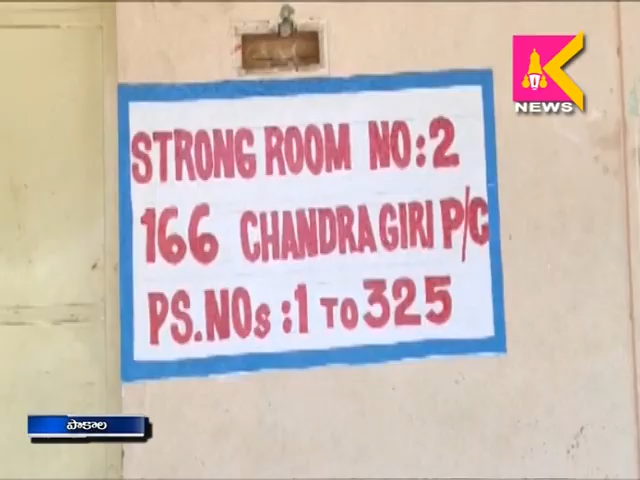 K
NEWS
STRONG ROOM NO:2
166 CHANDRAGIRI P/C
PS.NOs :1 TO 325
పాకాల